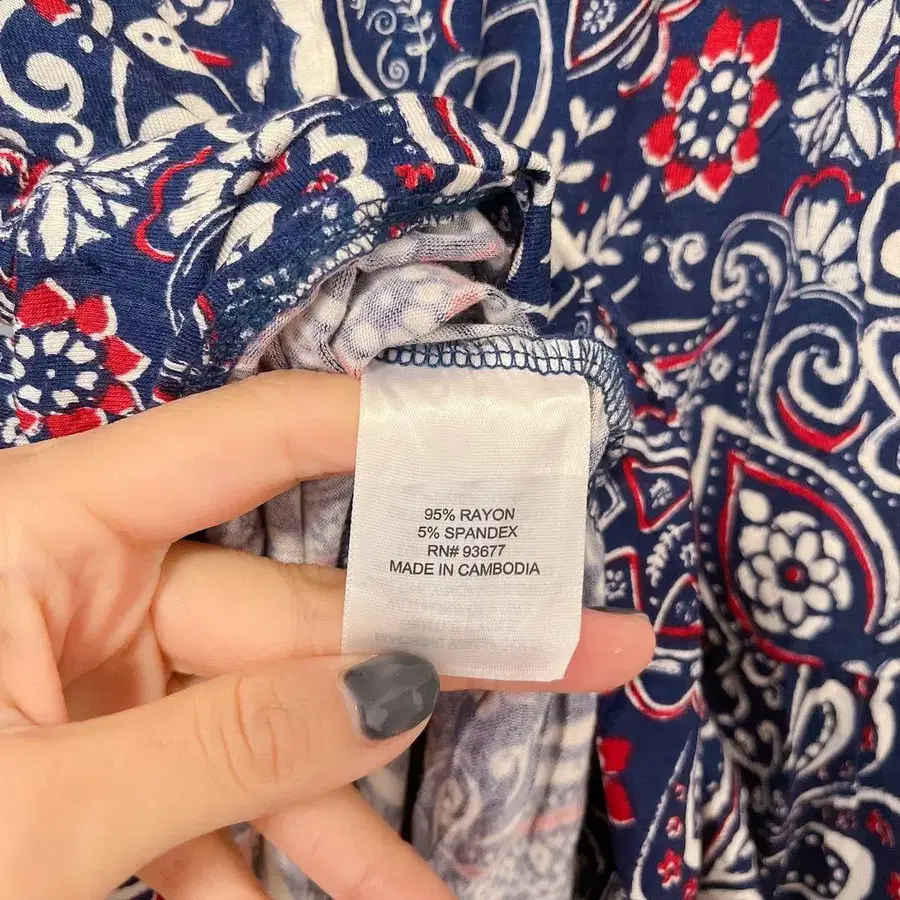 95% RAYON
5% SPANDEX
RN# 93677
MADE IN CAMBODIA